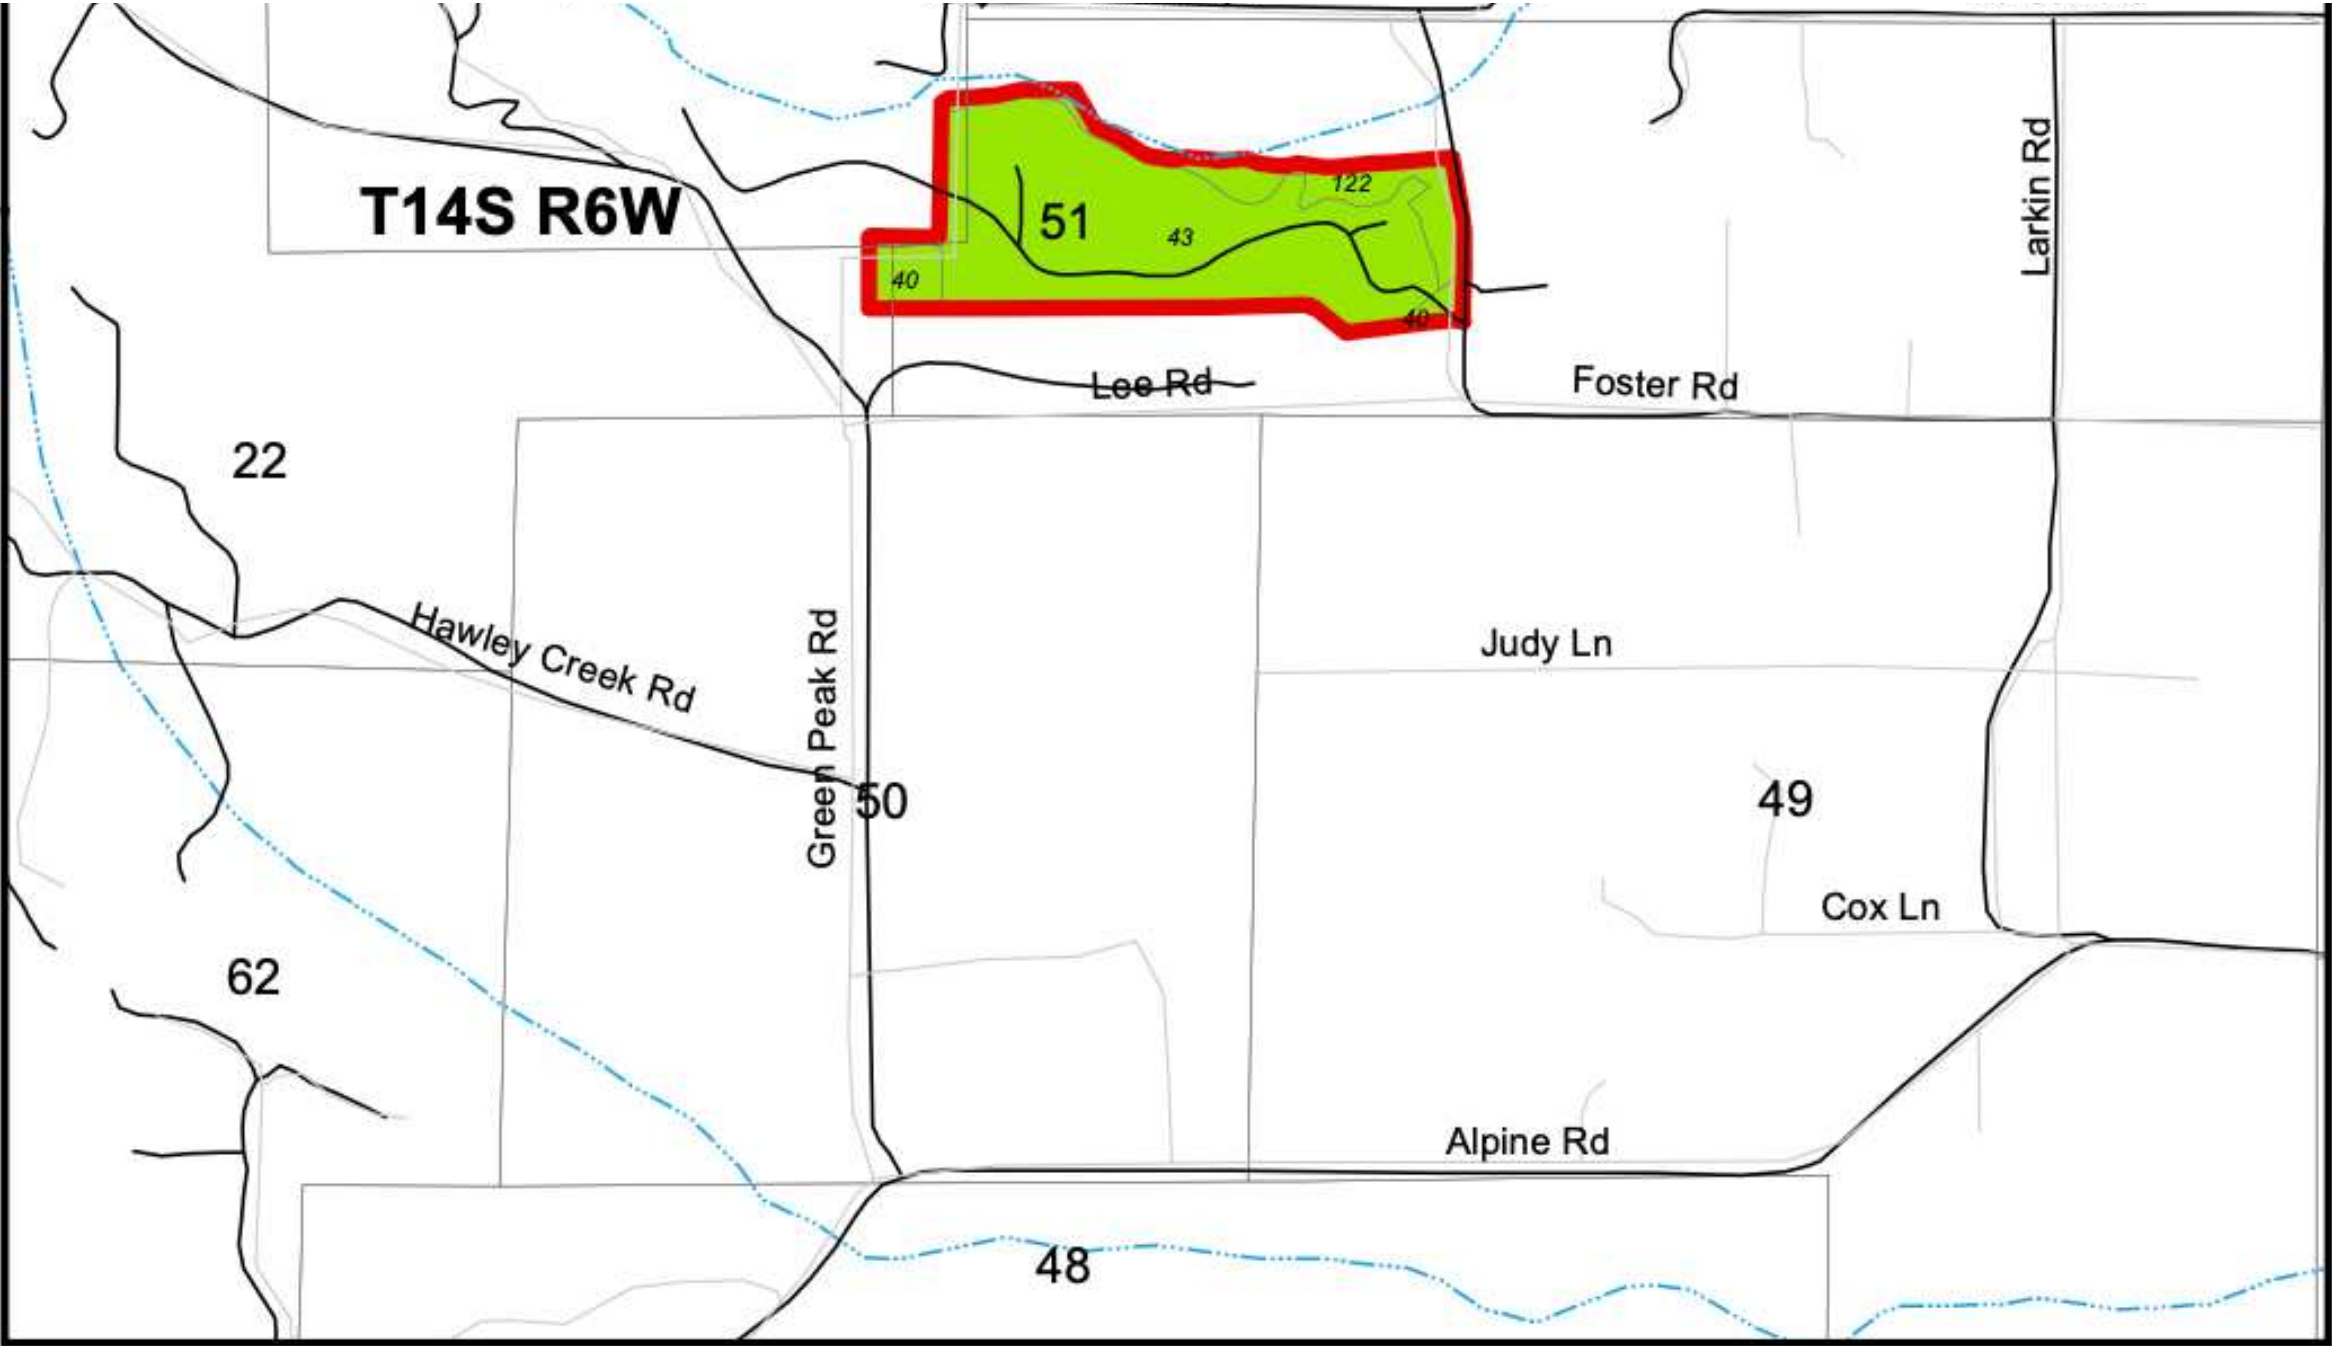 Larkin Rd
T14S R6W
122
51
43
40
40
Lee Rd
Foster Rd
22
Hawley Creek Rd
Green Peak Rd
Judy Ln
50
49
Cox Ln
62
Alpine Rd
48